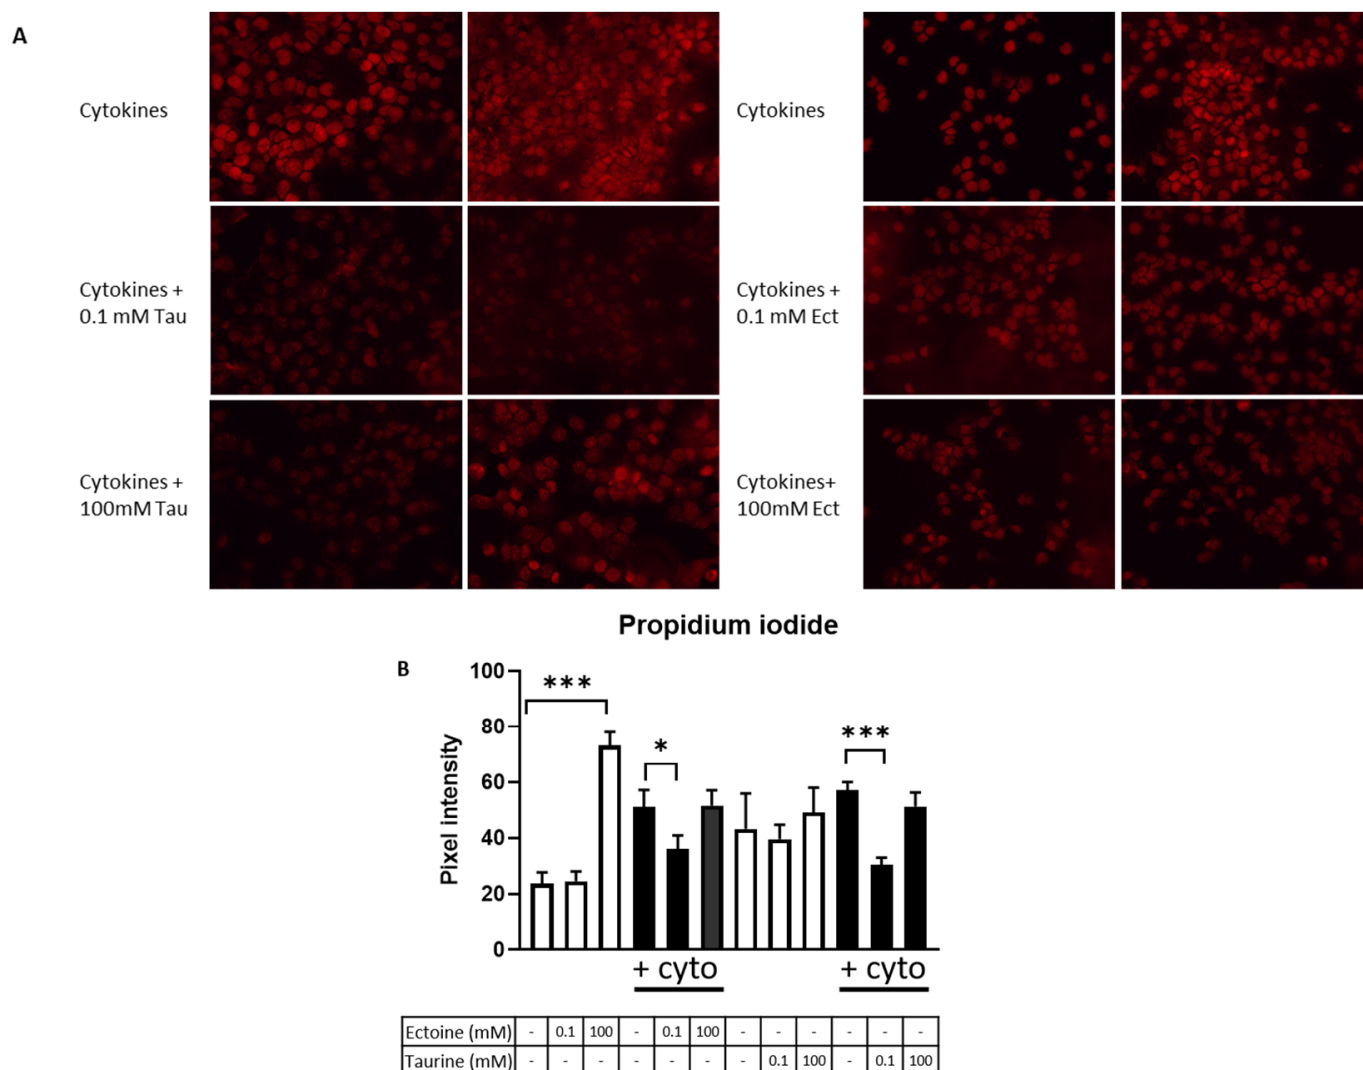 A
Cytokines
Cytokines
Cytokines +
0.1 mM Tau
Cytokines +
0.1 mM Ect
Cytokines +
100mM Tau
Cytokines+
100mM Ect
Propidium iodide
B
Pixel intensity
100
80
60
40
20
0
***
*
***
+ cyto
+ cyto
Ectoine (mM) - 0.1 100 - 0.1 100 - - - - - -
Taurine (mM) - - - - - - - 0.1 100 - 0.1 100